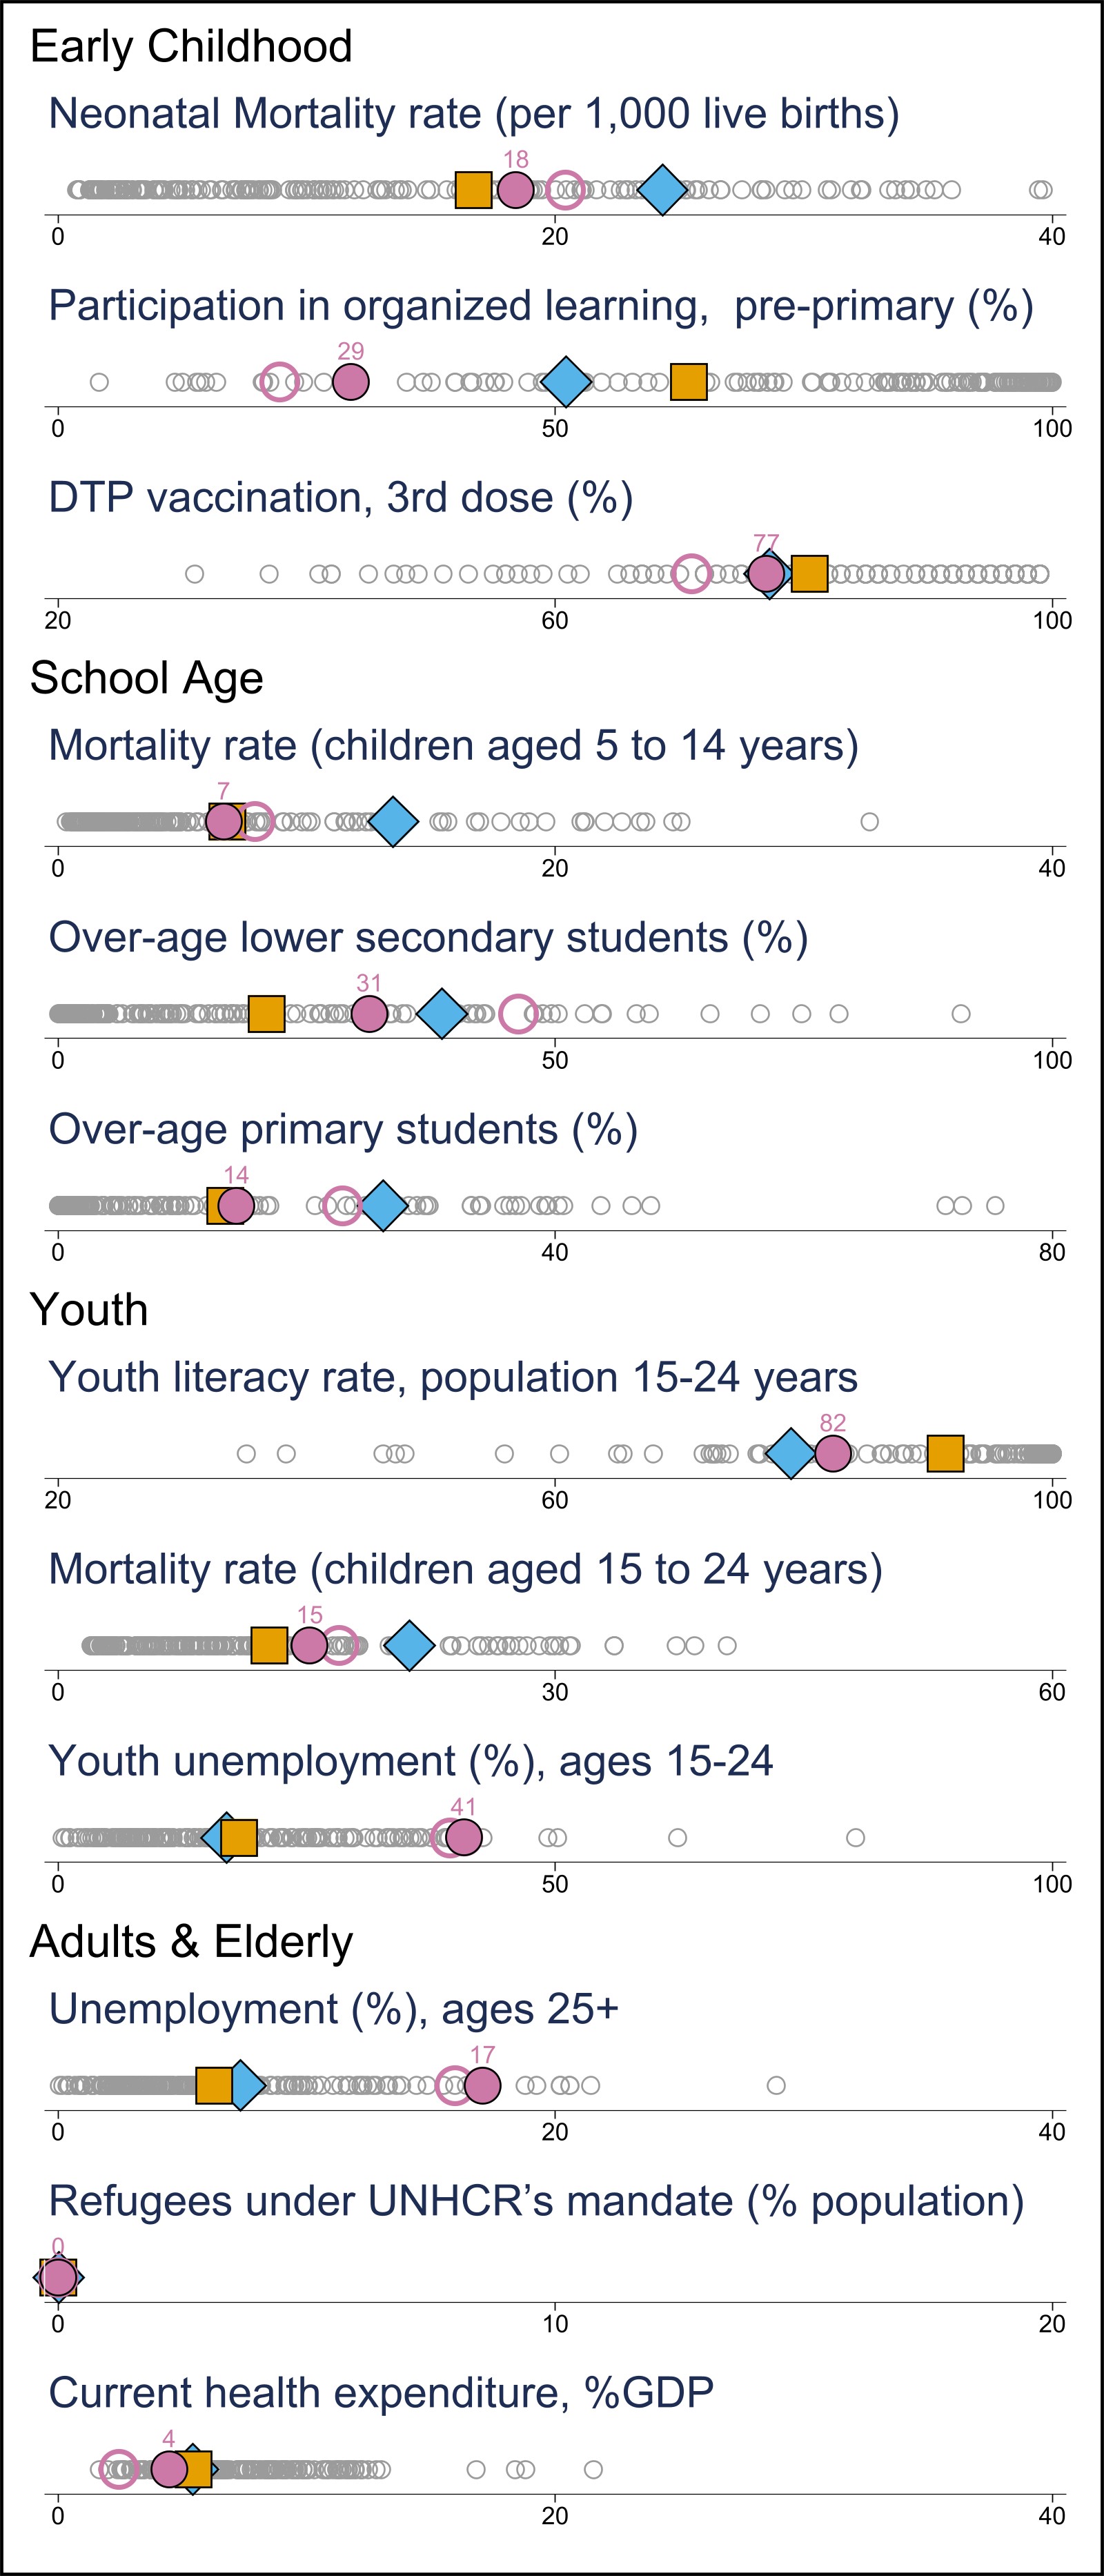 Early Childhood
Neonatal Mortality rate (per 1,000 live births)
18
0 20 40
Participation in organized learning,  pre-primary (%)
29
0 50 100
DTP vaccination, 3rd dose (%)
77
20 60 100
School Age
Mortality rate (children aged 5 to 14 years)
7
0 20 40
Over-age lower secondary students (%)
31
0 50 100
Over-age primary students (%)
14
0 40 80
Youth
Youth literacy rate, population 15-24 years
82
20 60 100
Mortality rate (children aged 15 to 24 years)
15
0 30 60
Youth unemployment (%), ages 15-24
41
0 50 100
Adults & Elderly
Unemployment (%), ages 25+
17
0 20 40
Refugees under UNHCR’s mandate (% population)
0
0 10 20
Current health expenditure, %GDP
4
0 20 40